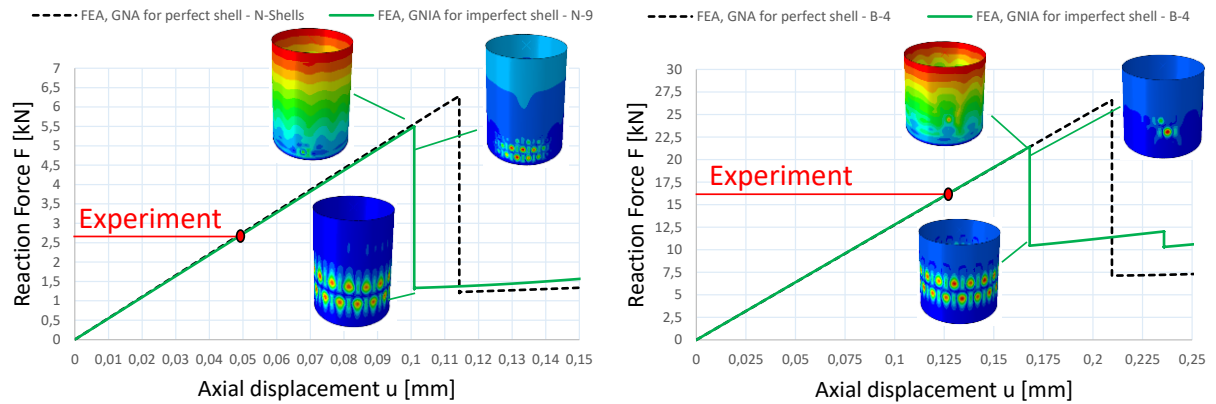 FEA, GNA for perfect shell - N-Shells
FEA, GNIA for imperfect shell - N-9
Reaction Force F [kN]
7
6,5
6
5,5
5
4,5
4
3,5
3
2,5
2
1,5
1
0,5
0
Experiment
0 0,01 0,02 0,03 0,04 0,05 0,06 0,07 0,08 0,09 0,1 0,11 0,12 0,13 0,14 0,15
Axial displacement u [mm]
FEA, GNA for perfect shell - B-4
FEA, GNIA for imperfect shell - B-4
Reaction Force F [kN]
30
27,5
25
22,5
20
17,5
15
12,5
10
7,5
5
2,5
0
Experiment
0 0,025 0,05 0,075 0,1 0,125 0,15 0,175 0,2 0,225 0,25
Axial displacement u [mm]